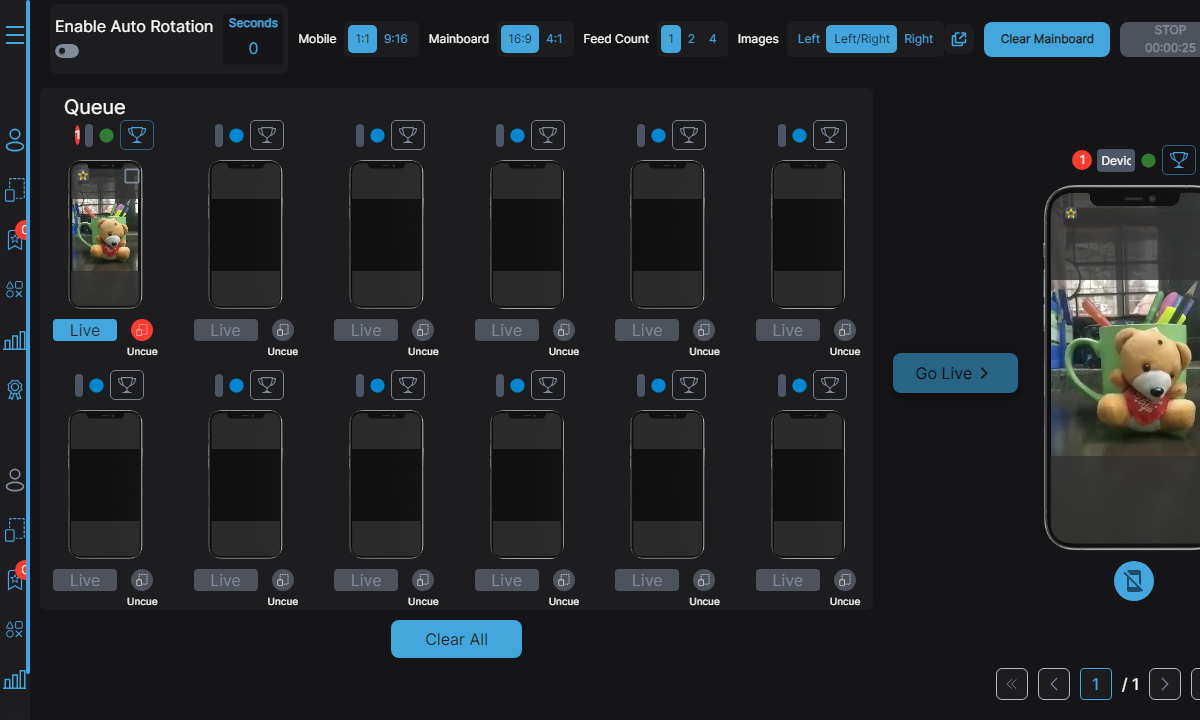 Enable Auto Rotation
Seconds
0
Mobile 1:1 9:16 Mainboard 16:9 4:1 Feed Count 1 2 4 Images Left Left/Right Right
Clear Mainboard
STOP
00:00:25
Queue
1
Live Live Live Live Live Live
Uncue Uncue Uncue Uncue Uncue Uncue
Live Live Live Live Live Live
Uncue Uncue Uncue Uncue Uncue Uncue
Clear All
Go Live
1 Devic
1 / 1